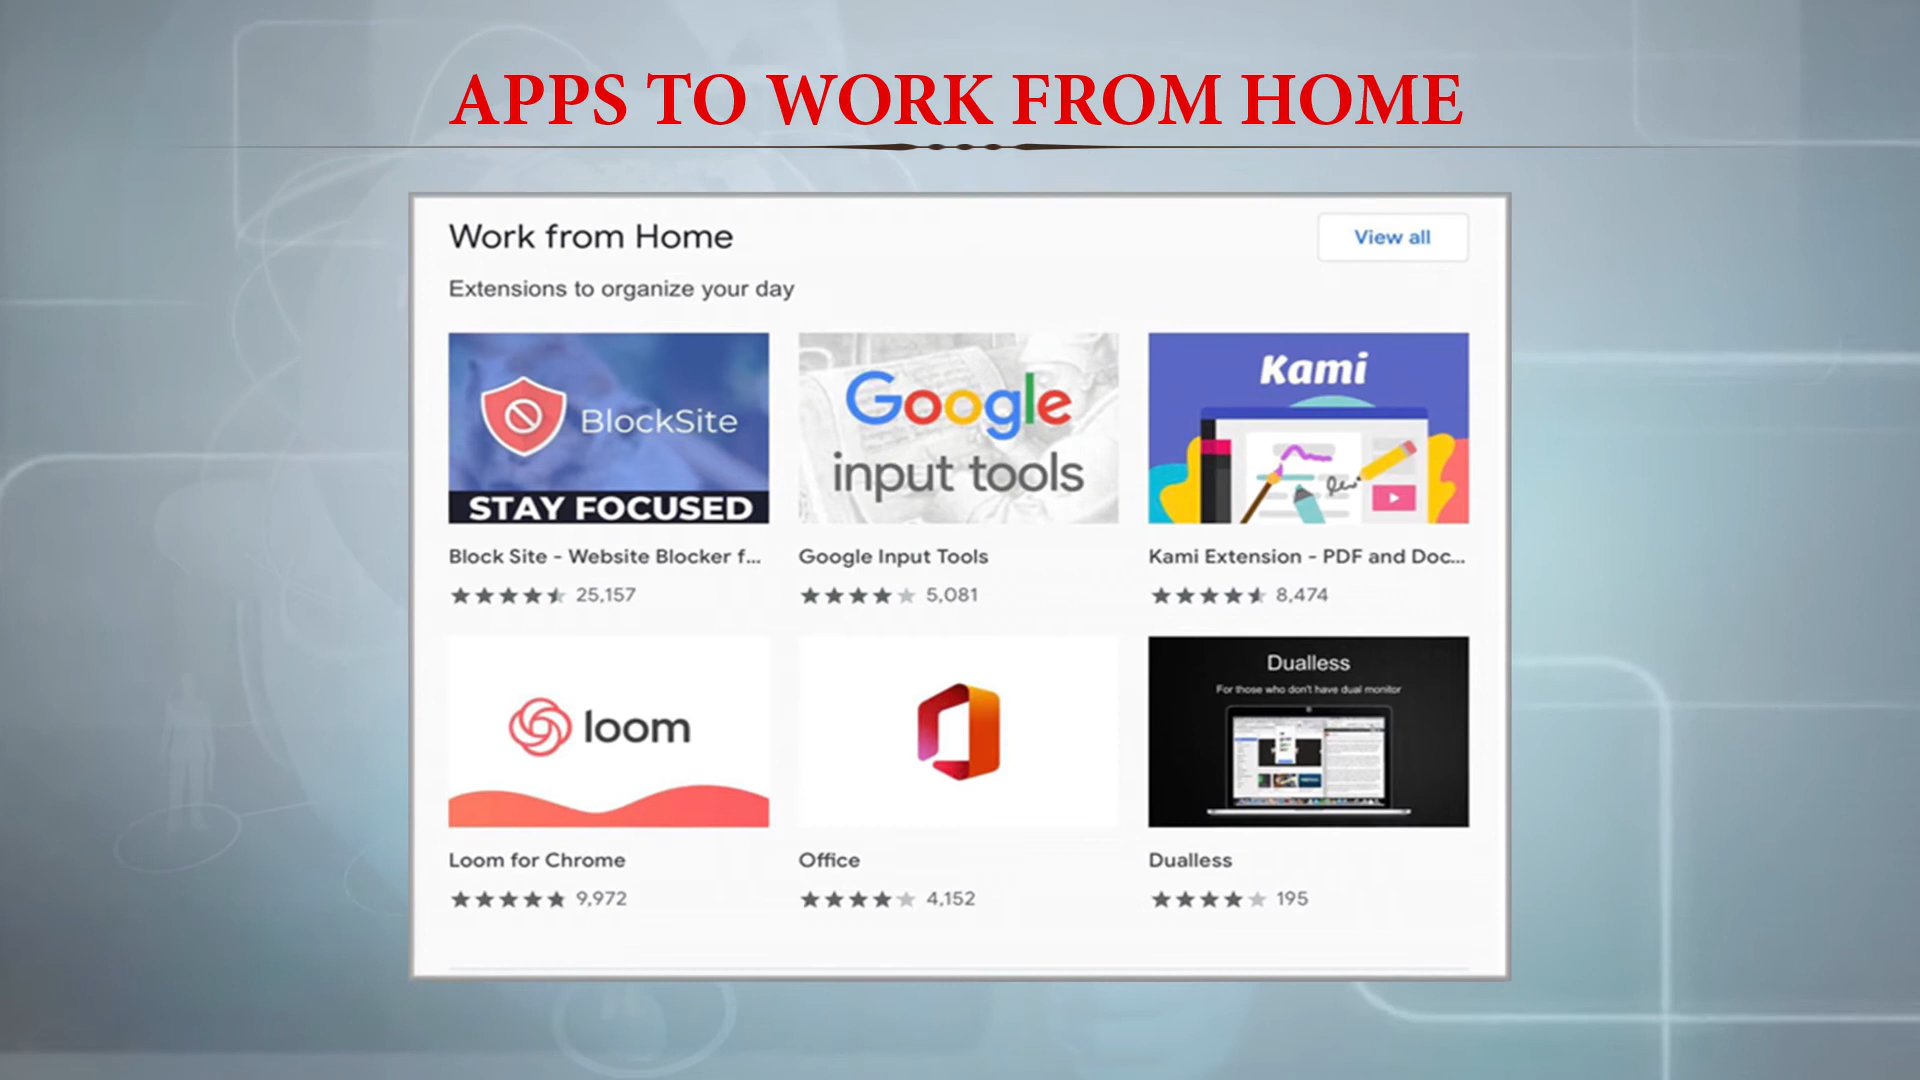 APPS TO WORK FROM HOME
Work from Home
View all
Extensions to organize your day
BlockSite
STAY FOCUSED
Google
input tools
Kami
Block Site - Website Blocker f...
Google Input Tools
Kami Extension - PDF and Doc...
25,157
5,081
8,474
loom
Dualless
For those who don't have dual monitor
Loom for Chrome
Office
Dualless
9,972
4,152
195